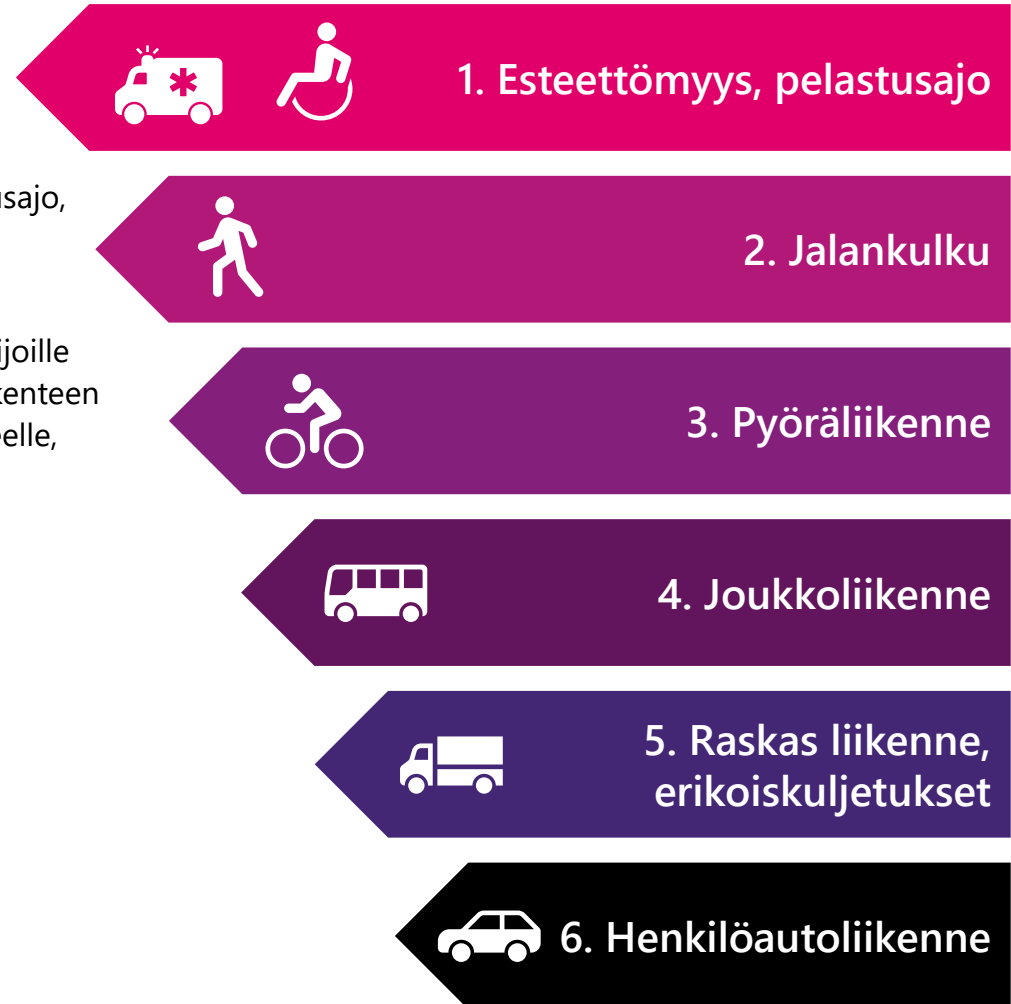 1. Esteettömyys, pelastusajo
2. Jalankulku
3. Pyöräliikenne
4. Joukkoliikenne
5. Raskas liikenne,
erikoiskuljetukset
6. Henkilöautoliikenne